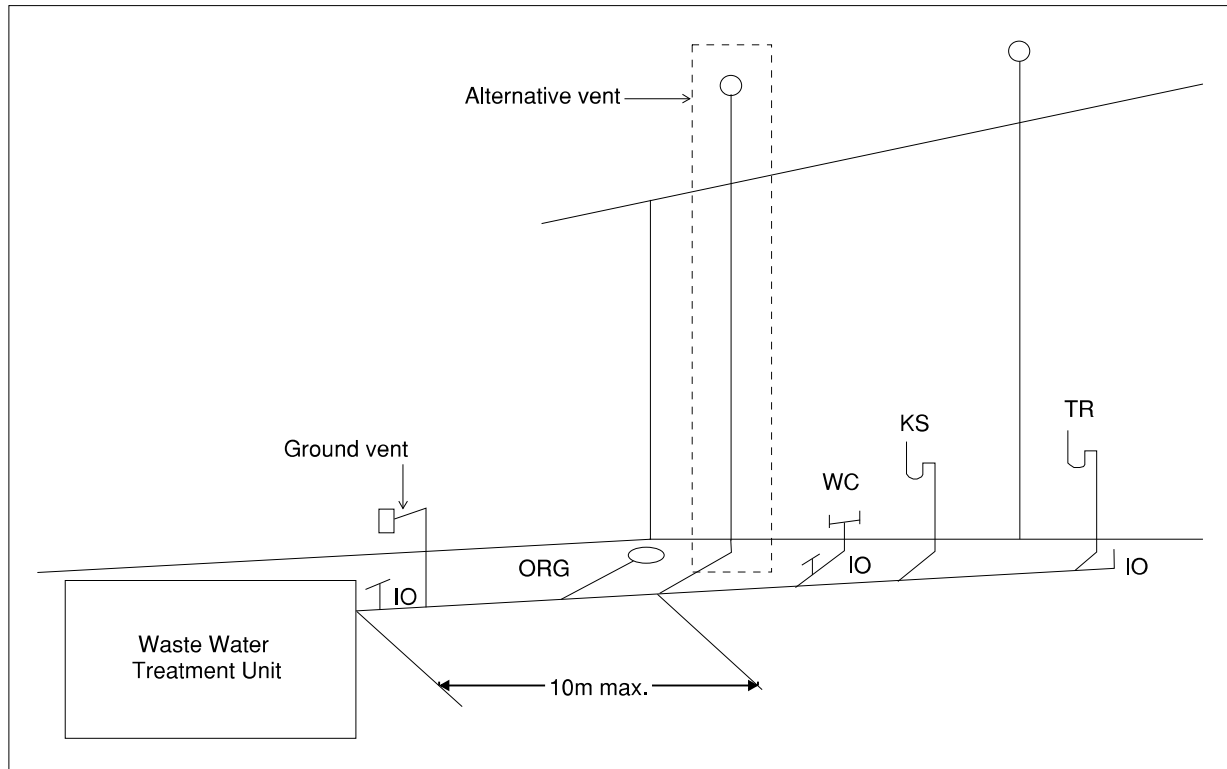 Alternative vent
KS
TR
WC
Ground vent
ORG
IO
IO
IO
Waste Water
Treatment Unit
10m max.